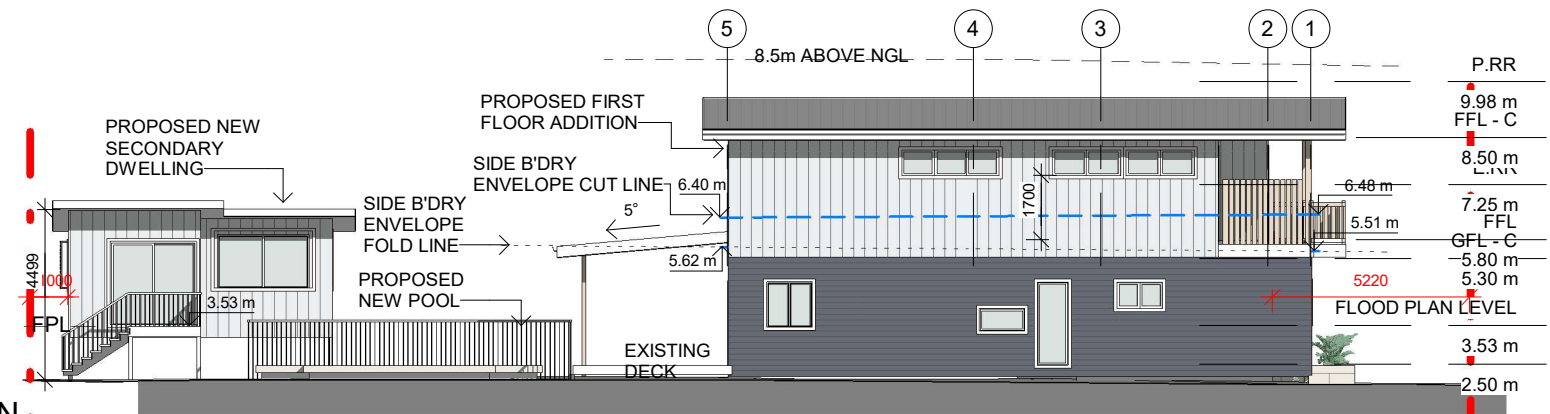 5
4
3
2
1
8.5m ABOVE NGL
P.RR
9.98 m
FFL - C
8.50 m
7.25 m
FFL
GFL - C
5.80 m
5.30 m
FLOOD PLAN LEVEL
3.53 m
2.50 m
PROPOSED FIRST
FLOOR ADDITION
PROPOSED NEW
SECONDARY
DWELLING
SIDE B'DRY
ENVELOPE CUT LINE
6.40 m
6.48 m
5.51 m
1700
SIDE B'DRY
ENVELOPE
FOLD LINE
5°
5.62 m
4499
1000
3.53 m
FPL
PROPOSED
NEW POOL
5220
EXISTING
DECK